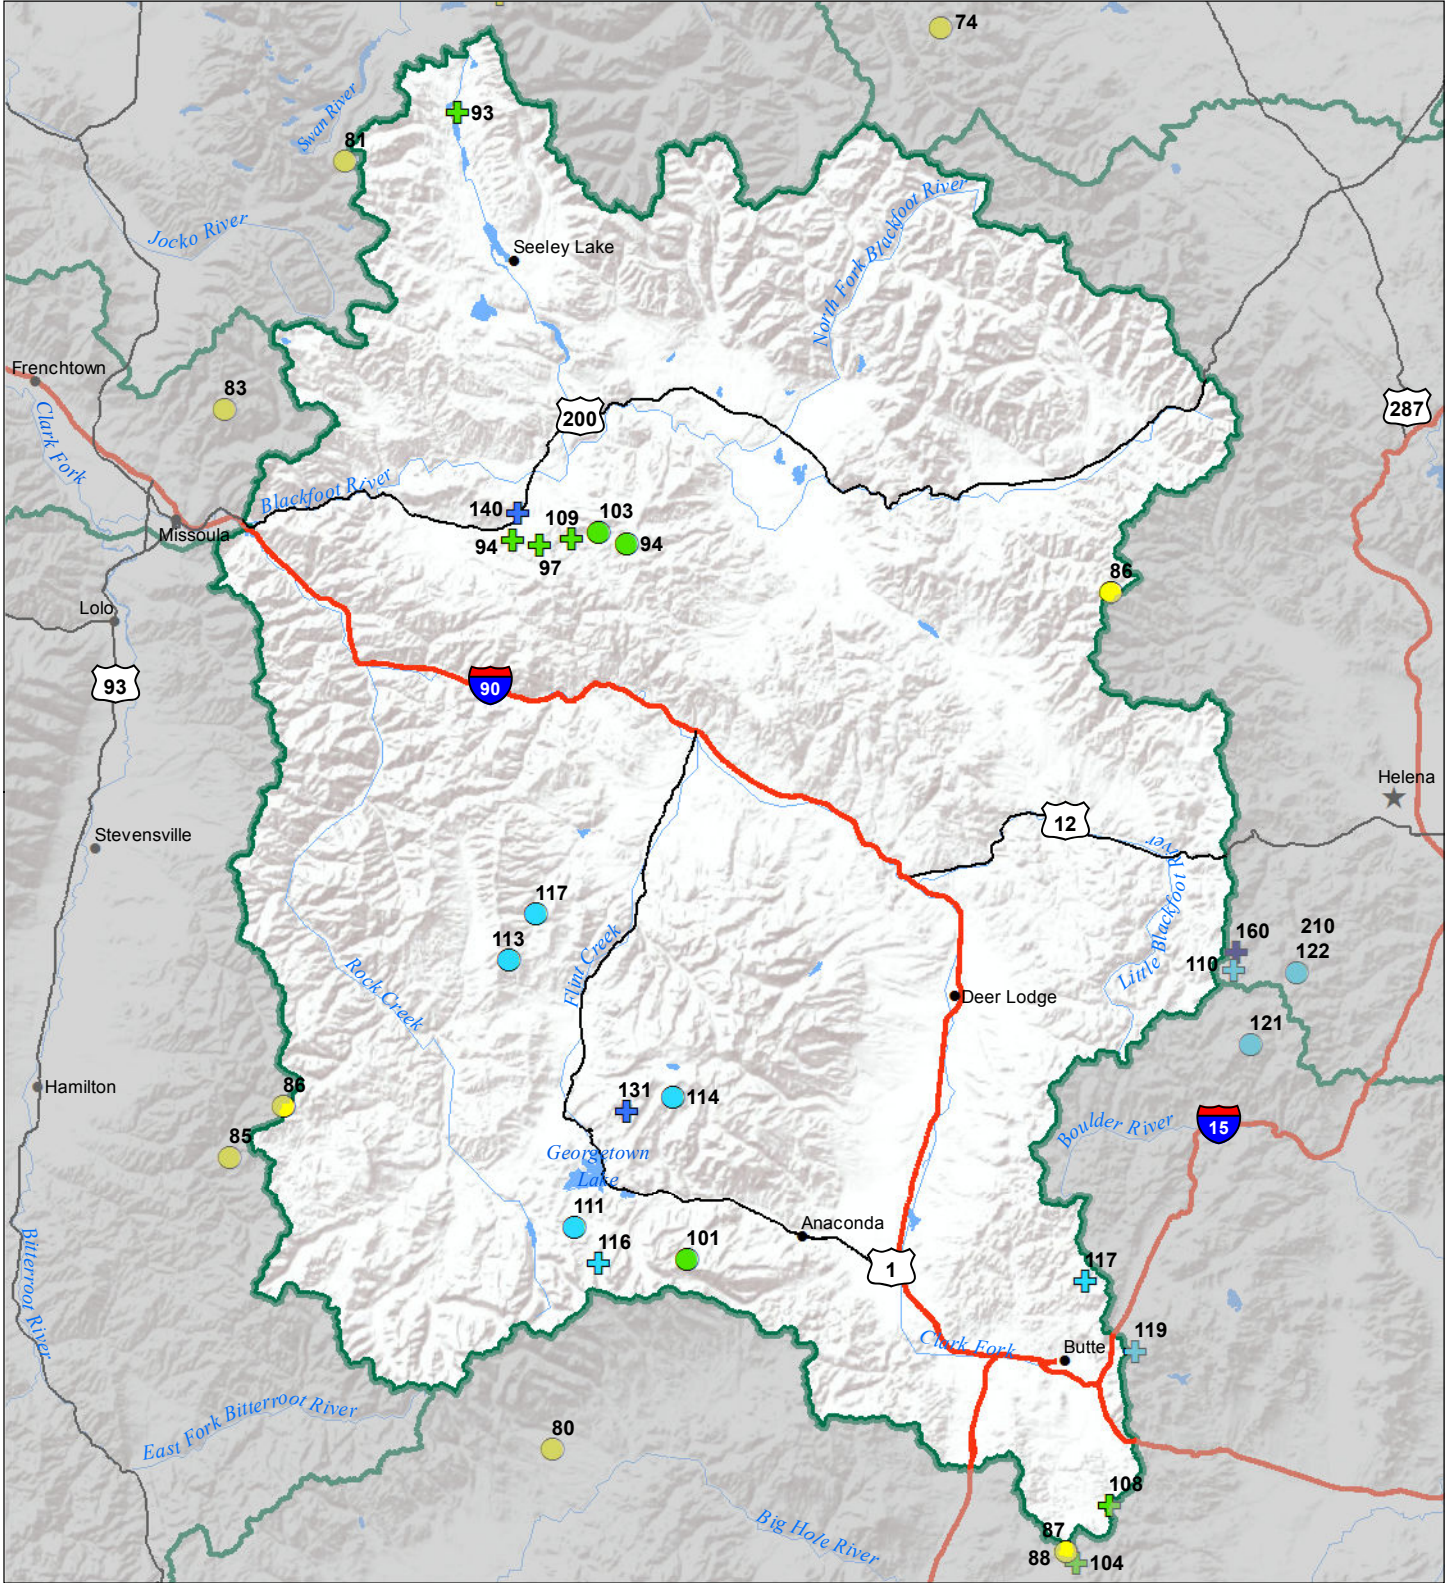 74
93
Swan River
81
Jocko River
North Fork Blackfoot River
Seeley Lake
Frenchtown
83
Clark Fork
200
287
Blackfoot River
140
109
103
94
94
97
Missoula
86
Lolo
93
90
Helena
12
Stevensville
Little Blackfoot River
117
113
Flint Creek
160
210
110
122
Rock Creek
Deer Lodge
121
Hamilton
86
131
114
Boulder River
15
85
Georgetown
Lake
111
116
101
Anaconda
1
117
Bitterroot River
119
Clark Fork
Butte
East Fork Bitterroot River
80
108
Big Hole River
87
88
104